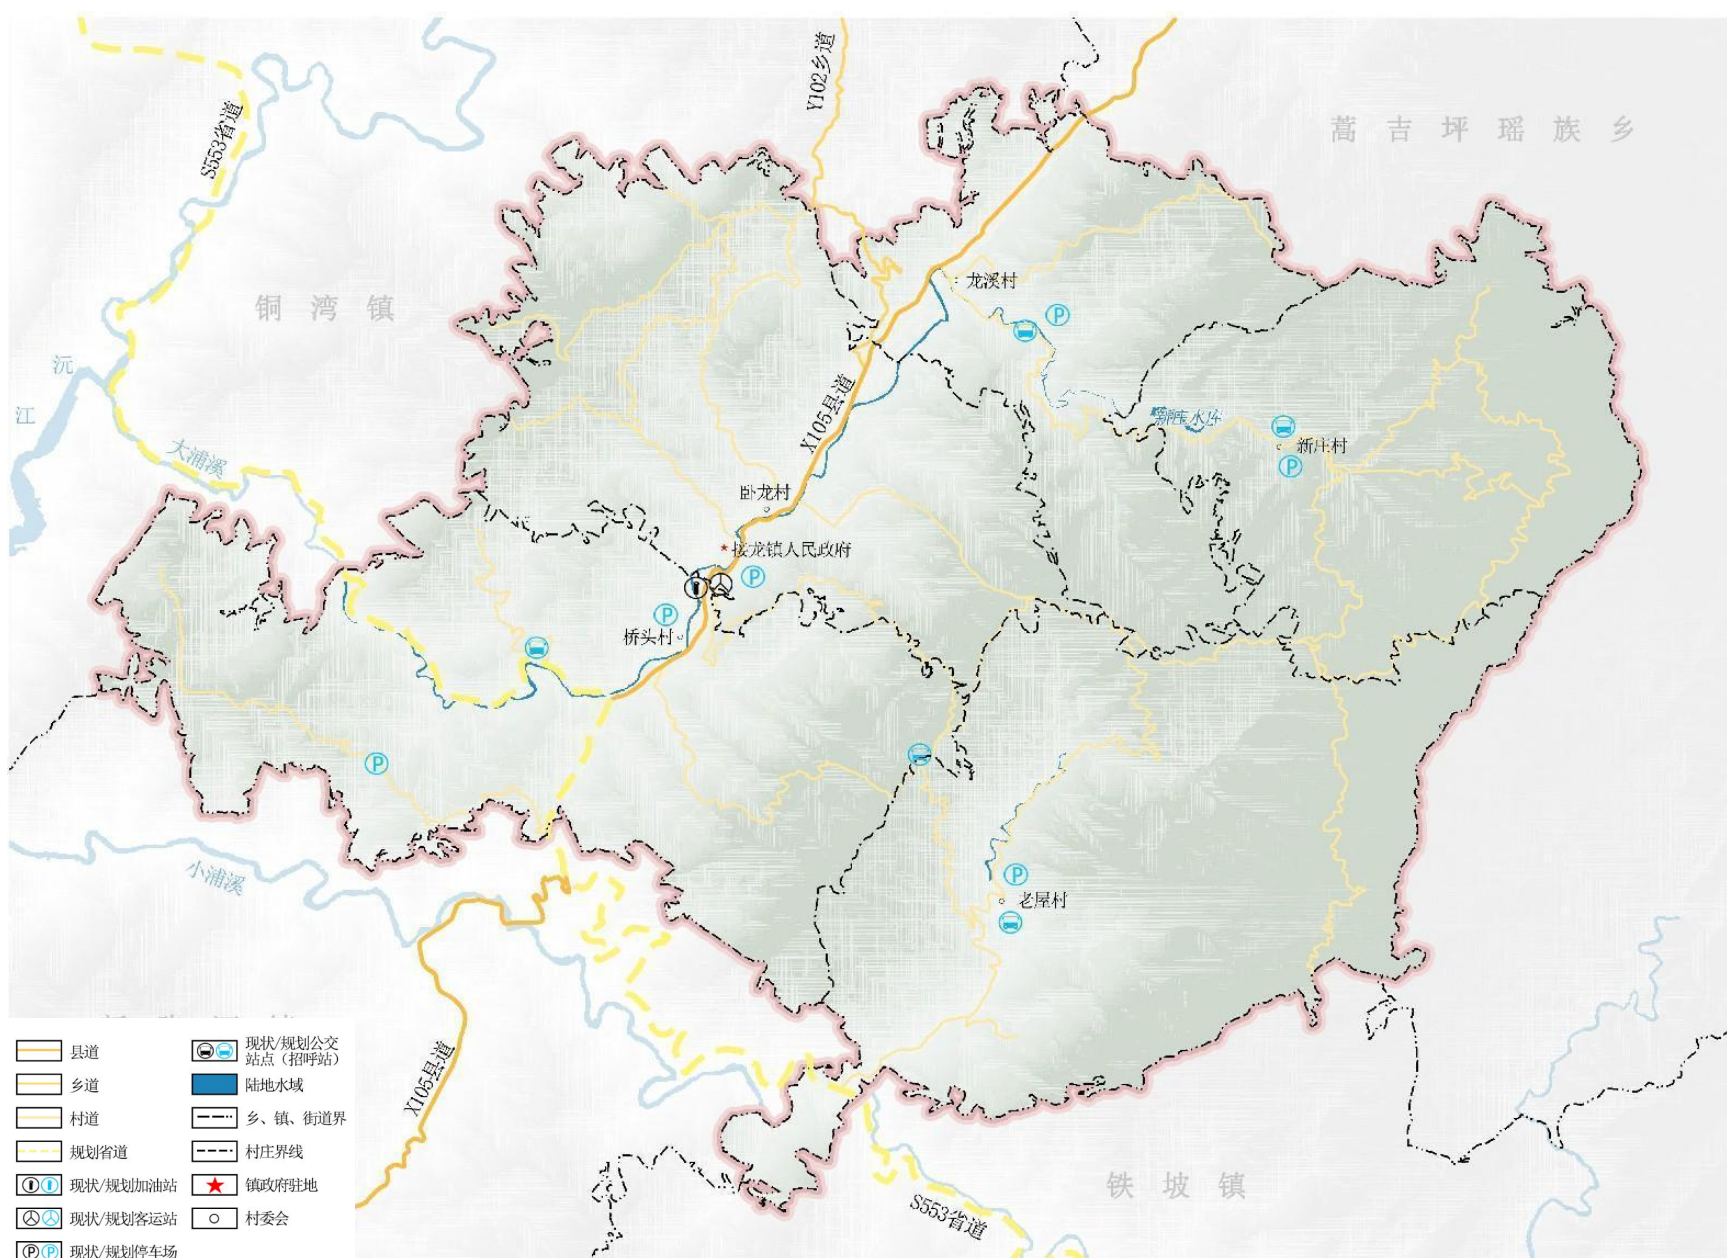 Y102乡道
S553省道
蒿吉坪瑶族乡
龙溪村
铜湾镇
沅
江
X105县道
新庄水库
新庄村
大浦溪
卧龙村
接龙镇人民政府
桥头村
小浦溪
老屋村
X105县道
铁坡镇
S553省道
县道
乡道
村道
规划省道
现状/规划加油站
现状/规划客运站
现状/规划停车场
现状/规划公交
站点（招呼站）
陆地水域
乡、镇、街道界
村庄界线
镇政府驻地
村委会